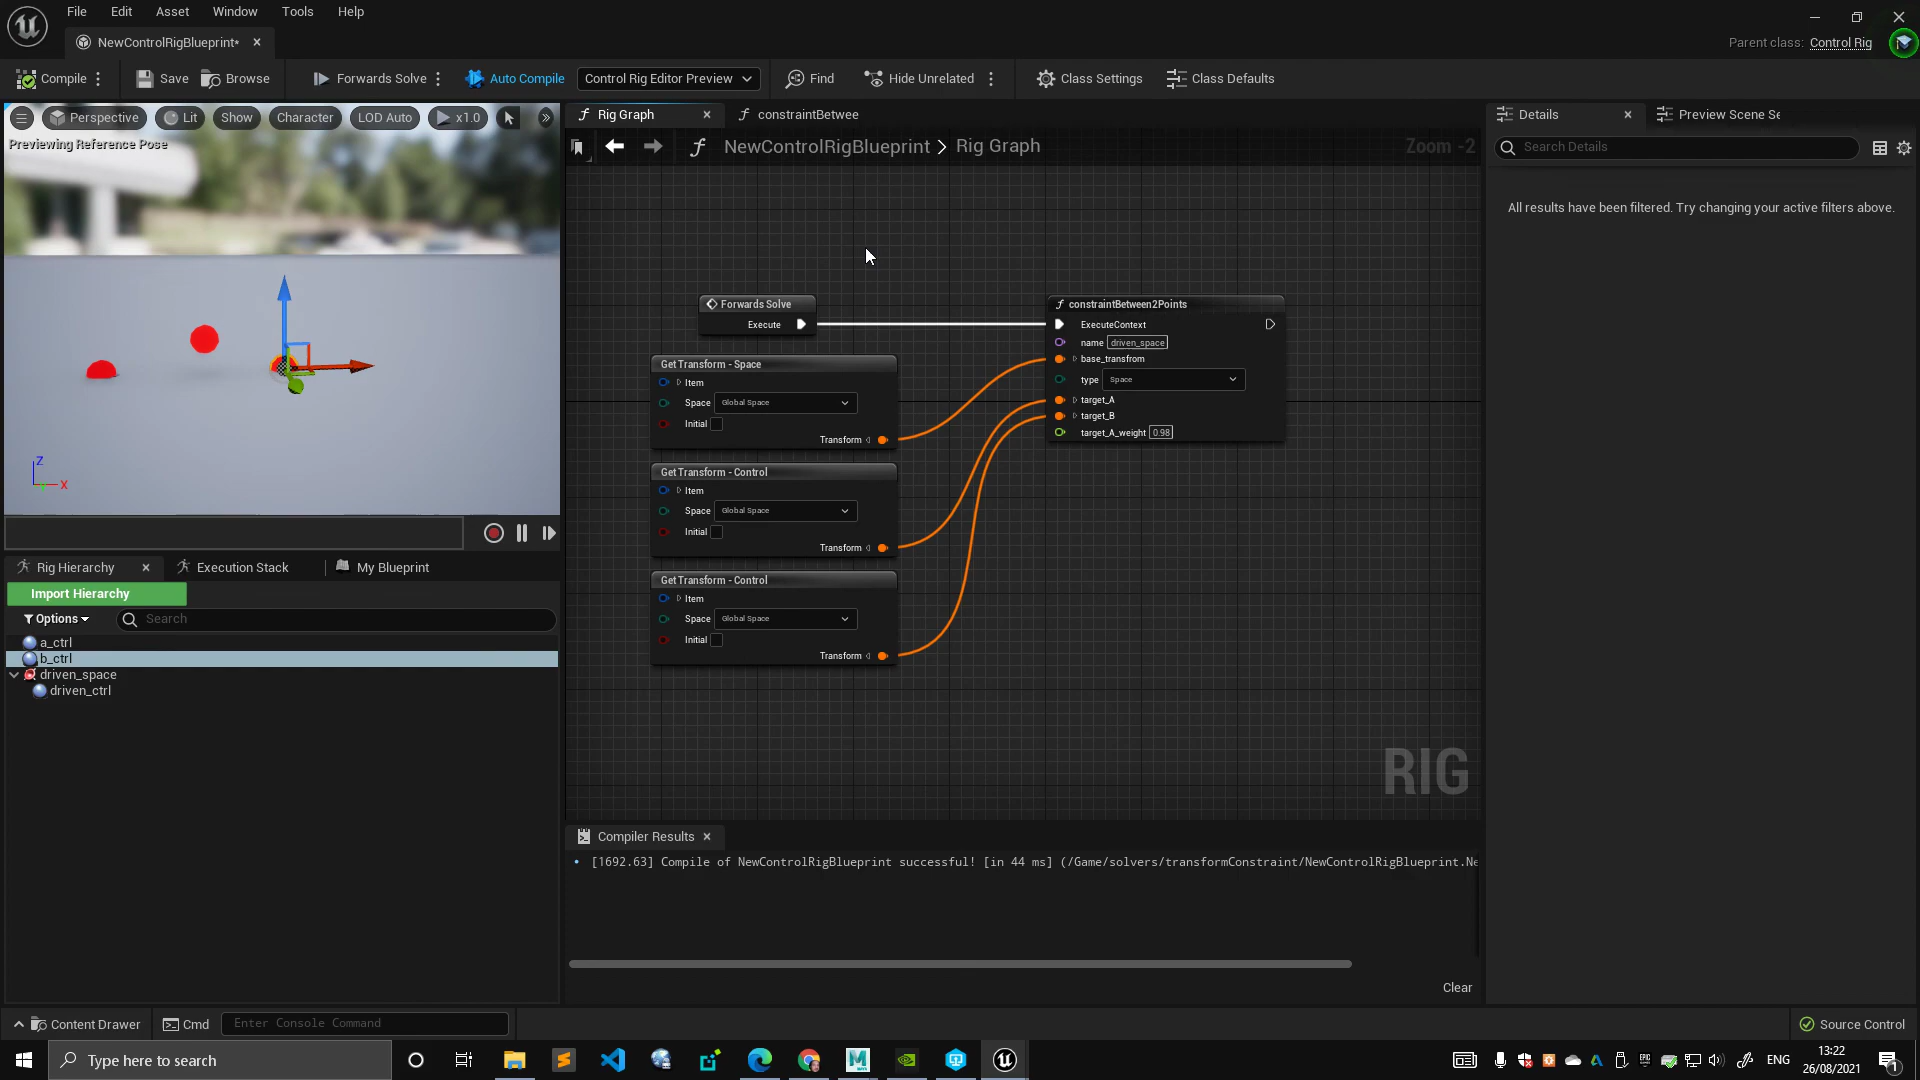 File Edit Asset Window Tools Help
NewControlRigBlueprint*
Parent class: Control Rig
Compile Save Browse Forwards Solve Auto Compile Control Rig Editor Preview Find Hide Unrelated Class Settings Class Defaults
Perspective Lit Show Character LOD Auto x1.0
Previewing Reference Pose
Z
X
Rig Hierarchy Execution Stack My Blueprint
Import Hierarchy
Options Search
a_ctrl
b_ctrl
driven_space
driven_ctrl
Rig Graph constraintBetwee
NewControlRigBlueprint > Rig Graph Zoom -2
Forwards Solve
Execute
GetTransform - Space
Item
Space Global Space
Initial
Transform
GetTransform - Control
Item
Space Global Space
Initial
Transform
GetTransform - Control
Item
Space Global Space
Initial
Transform
constraintBetween2Points
ExecuteContext
name driven_space
base_transfrom
type Space
target_A
target_B
target_A_weight 0.98
RIG
Compiler Results
[1692.63] Compile of NewControlRigBlueprint successful! [in 44 ms] (/Game/solvers/transformConstraint/NewControlRigBlueprint.Ne
Clear
Details Preview Scene Se
Search Details
All results have been filtered. Try changing your active filters above.
Content Drawer Cmd Enter Console Command Source Control
Type here to search
ENG
13:22
26/08/2021
1